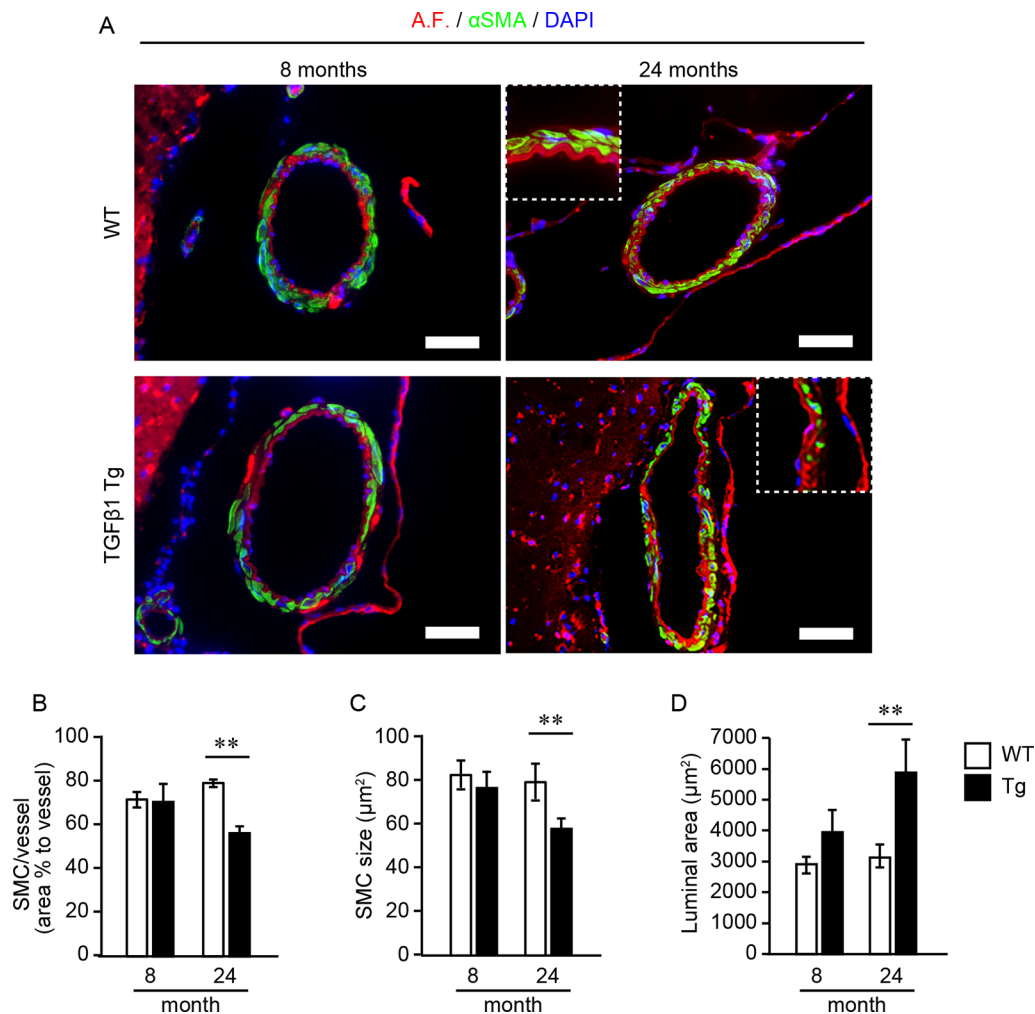 A
A.F. / αSMA / DAPI
8 months
24 months
WT
TGFβ1 Tg
B
SMC/vessel
(area % to vessel)
100
80
60
40
20
0
**
8
24
month
C
SMC size (µm²)
100
80
60
40
20
0
**
8
24
month
D
Luminal area (µm²)
7000
6000
5000
4000
3000
2000
1000
0
**
8
24
month
WT
Tg